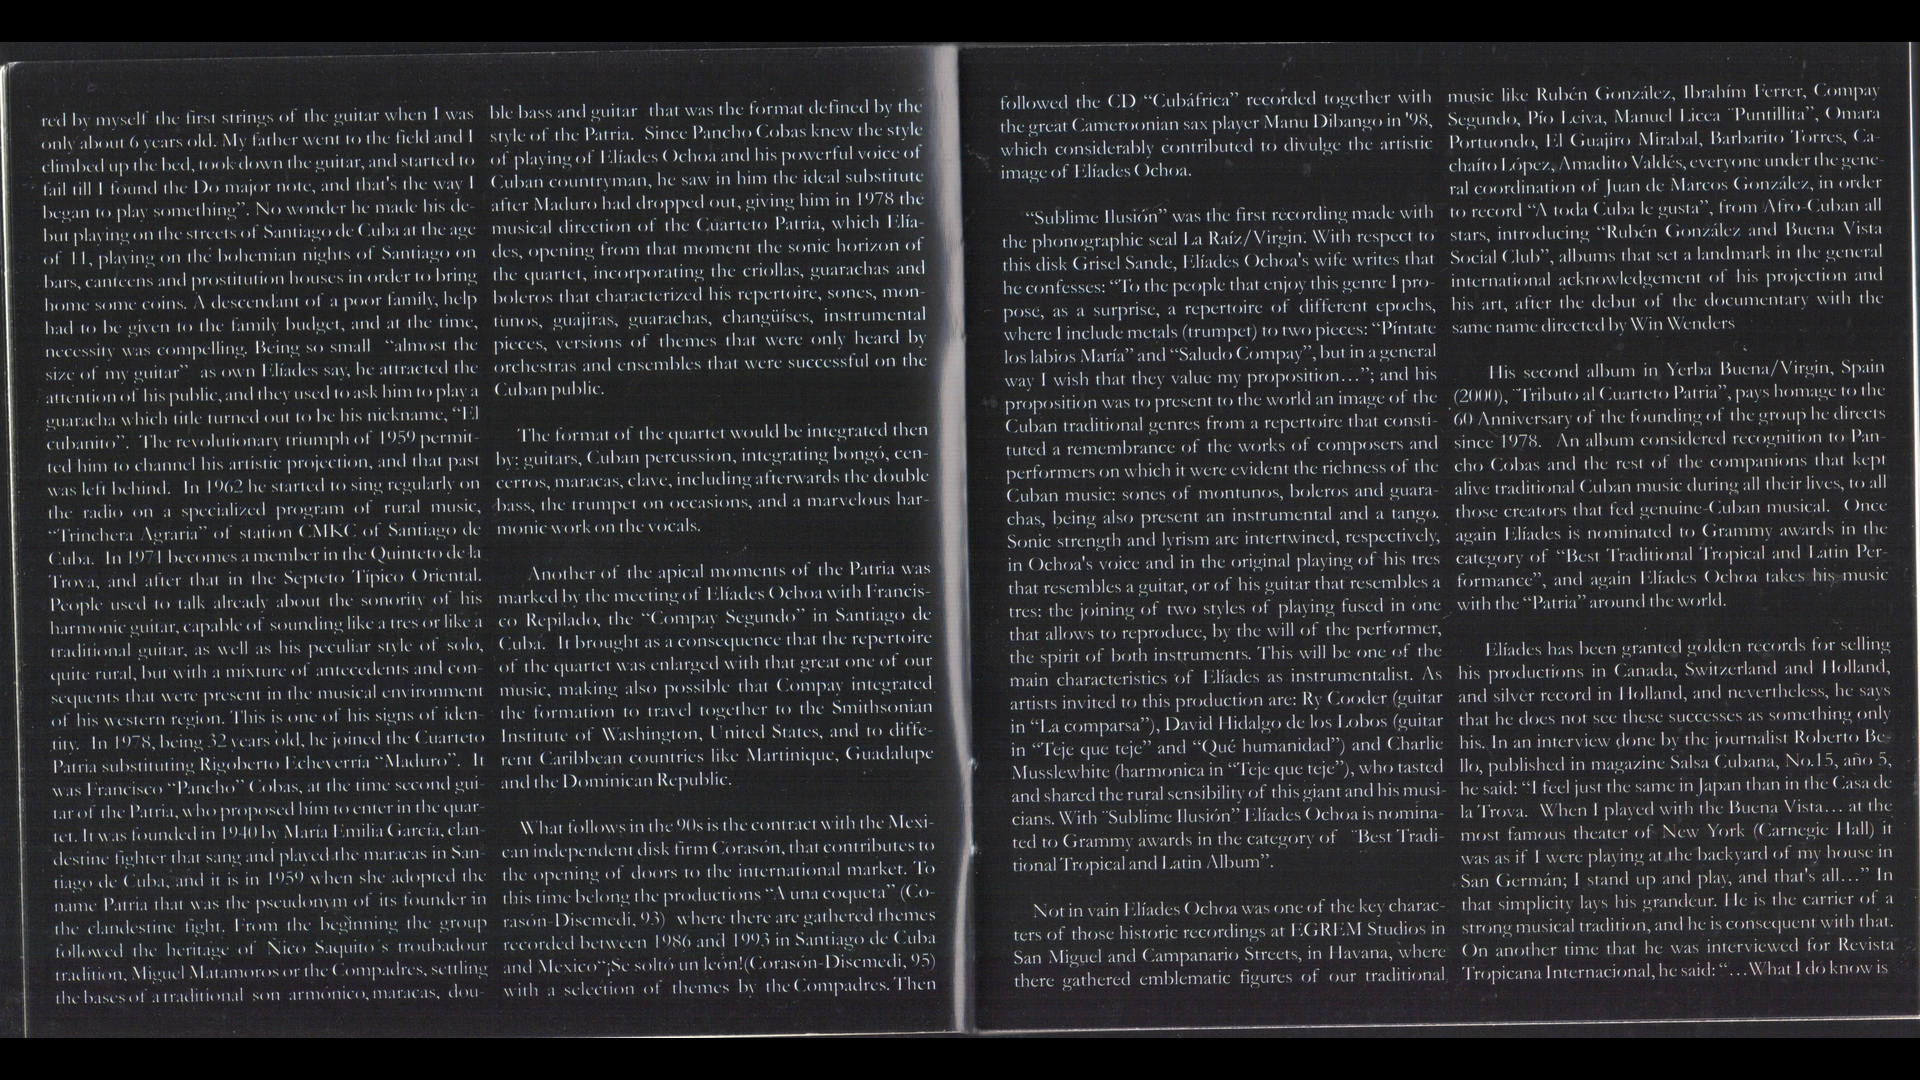 red by myself the first strings of the guitar when I was
only about 6 years old. My father went to the field and I
climbed up the bed, took down the guitar, and started to
fail till I found the Do major note, and that's the way I
began to play something”. No wonder he made his de-
but playing on the streets of Santiago de Cuba at the age
of 11, playing on the bohemian nights of Santiago on
bars, canteens and prostitution houses in order to bring
home some coins. A descendant of a poor family, help
had to be given to the family budget, and at the time,
necessity was compelling. Being so small “almost the
size of my guitar” as own Elíades say, he attracted the
attention of his public, and they used to ask him to play a
guaracha which title turned out to be his nickname, “El
cubanito”. The revolutionary triumph of 1959 permit-
ted him to channel his artistic projection, and that past
was left behind. In 1962 he started to sing regularly on
the radio on a specialized program of rural music,
“Trinchera Agraria” of station CMKC of Santiago de
Cuba. In 1971 becomes a member in the Quinteto de la
Trova, and after that in the Septeto Típico Oriental.
People used to talk already about the sonority of his
harmonic guitar, capable of sounding like a tres or like a
traditional guitar, as well as his peculiar style of solo,
quite rural, but with a mixture of antecedents and con-
sequents that were present in the musical environment
of his western region. This is one of his signs of iden-
tity. In 1978, being 32 years old, he joined the Cuarteto
Patria substituting Rigoberto Echeverría “Maduro”. It
was Francisco “Pancho” Cobas, at the time second gui-
tar of the Patria, who proposed him to enter in the quar-
tet. It was founded in 1940 by María Emilia García, clan-
destine fighter that sang and played the maracas in San-
tiago de Cuba, and it is in 1959 when she adopted the
name Patria that was the pseudonym of its founder in
the clandestine fight. From the beginning the group
followed the heritage of Ñico Saquito´s troubadour
tradition, Miguel Matamoros or the Compadres, settling
the bases of a traditional son armónico, maracas, dou-
ble bass and guitar that was the format defined by the
style of the Patria. Since Pancho Cobas knew the style
of playing of Elíades Ochoa and his powerful voice of
Cuban countryman, he saw in him the ideal substitute
after Maduro had dropped out, giving him in 1978 the
musical direction of the Cuarteto Patria, which Elía-
des, opening from that moment the sonic horizon of
the quartet, incorporating the criollas, guarachas and
boleros that characterized his repertoire, sones, mon-
tunos, guajiras, guarachas, changüíses, instrumental
pieces, versions of themes that were only heard by
orchestras and ensembles that were successful on the
Cuban public.
The format of the quartet would be integrated then
by: guitars, Cuban percussion, integrating bongó, cen-
cerros, maracas, clave, including afterwards the double
bass, the trumpet on occasions, and a marvelous har-
monic work on the vocals.
Another of the apical moments of the Patria was
marked by the meeting of Elíades Ochoa with Francis-
co Repilado, the “Compay Segundo” in Santiago de
Cuba. It brought as a consequence that the repertoire
of the quartet was enlarged with that great one of our
music, making also possible that Compay integrated
the formation to travel together to the Smithsonian
Institute of Washington, United States, and to diffe-
rent Caribbean countries like Martinique, Guadalupe
and the Dominican Republic.
What follows in the 90s is the contract with the Mexi-
can independent disk firm Corasón, that contributes to
the opening of doors to the international market. To
this time belong the productions “A una coqueta” (Co-
rasón-Discmedi, 93) where there are gathered themes
recorded between 1986 and 1993 in Santiago de Cuba
and Mexico“¡Se soltó un león!(Corasón-Discmedi, 95)
with a selection of themes by the Compadres. Then
followed the CD “Cubáfrica” recorded together with
the great Cameroonian sax player Manu Dibango in '98,
which considerably contributed to divulge the artistic
image of Elíades Ochoa.
“Sublime Ilusión” was the first recording made with
the phonographic seal La Raíz/Virgin. With respect to
this disk Grisel Sande, Elíades Ochoa's wife writes that
he confesses: “To the people that enjoy this genre I pro-
pose, as a surprise, a repertoire of different epochs,
where I include metals (trumpet) to two pieces: “Píntate
los labios María” and “Saludo Compay”, but in a general
way I wish that they value my proposition…”; and his
proposition was to present to the world an image of the
Cuban traditional genres from a repertoire that consti-
tuted a remembrance of the works of composers and
performers on which it were evident the richness of the
Cuban music: sones of montunos, boleros and guara-
chas, being also present an instrumental and a tango.
Sonic strength and lyrism are intertwined, respectively,
in Ochoa's voice and in the original playing of his tres
that resembles a guitar, or of his guitar that resembles a
tres: the joining of two styles of playing fused in one
that allows to reproduce, by the will of the performer,
the spirit of both instruments. This will be one of the
main characteristics of Elíades as instrumentalist. As
artists invited to this production are: Ry Cooder (guitar
in “La comparsa”), David Hidalgo de los Lobos (guitar
in “Teje que teje” and “Qué humanidad”) and Charlie
Musslewhite (harmonica in “Teje que teje”), who tasted
and shared the rural sensibility of this giant and his musi-
cians. With ¨Sublime Ilusión” Elíades Ochoa is nomina-
ted to Grammy awards in the category of ¨Best Tradi-
tional Tropical and Latin Album”.
Not in vain Elíades Ochoa was one of the key charac-
ters of those historic recordings at EGREM Studios in
San Miguel and Campanario Streets, in Havana, where
there gathered emblematic figures of our traditional
music like Rubén González, Ibrahím Ferrer, Compay
Segundo, Pío Leiva, Manuel Licea ¨Puntillita”, Omara
Portuondo, El Guajiro Mirabal, Barbarito Torres, Ca-
chaíto López, Amadito Valdés, everyone under the gene-
ral coordination of Juan de Marcos González, in order
to record “A toda Cuba le gusta”, from Afro-Cuban all
stars, introducing “Rubén González and Buena Vista
Social Club”, albums that set a landmark in the general
international acknowledgement of his projection and
his art, after the debut of the documentary with the
same name directed by Win Wenders
His second album in Yerba Buena/Virgin, Spain
(2000), ¨Tributo al Cuarteto Patria”, pays homage to the
60 Anniversary of the founding of the group he directs
since 1978. An album considered recognition to Pan-
cho Cobas and the rest of the companions that kept
alive traditional Cuban music during all their lives, to all
those creators that fed genuine-Cuban musical. Once
again Elíades is nominated to Grammy awards in the
category of “Best Traditional Tropical and Latin Per-
formance”, and again Elíades Ochoa takes his music
with the “Patria” around the world.
Elíades has been granted golden records for selling
his productions in Canada, Switzerland and Holland,
and silver record in Holland, and nevertheless, he says
that he does not see these successes as something only
his. In an interview done by the journalist Roberto Be-
llo, published in magazine Salsa Cubana, No.15, año 5,
he said: “I feel just the same in Japan than in the Casa de
la Trova. When I played with the Buena Vista… at the
most famous theater of New York (Carnegie Hall) it
was as if I were playing at the backyard of my house in
San Germán; I stand up and play, and that's all…” In
that simplicity lays his grandeur. He is the carrier of a
strong musical tradition, and he is consequent with that.
On another time that he was interviewed for Revista
Tropicana Internacional, he said: “…What I do know is